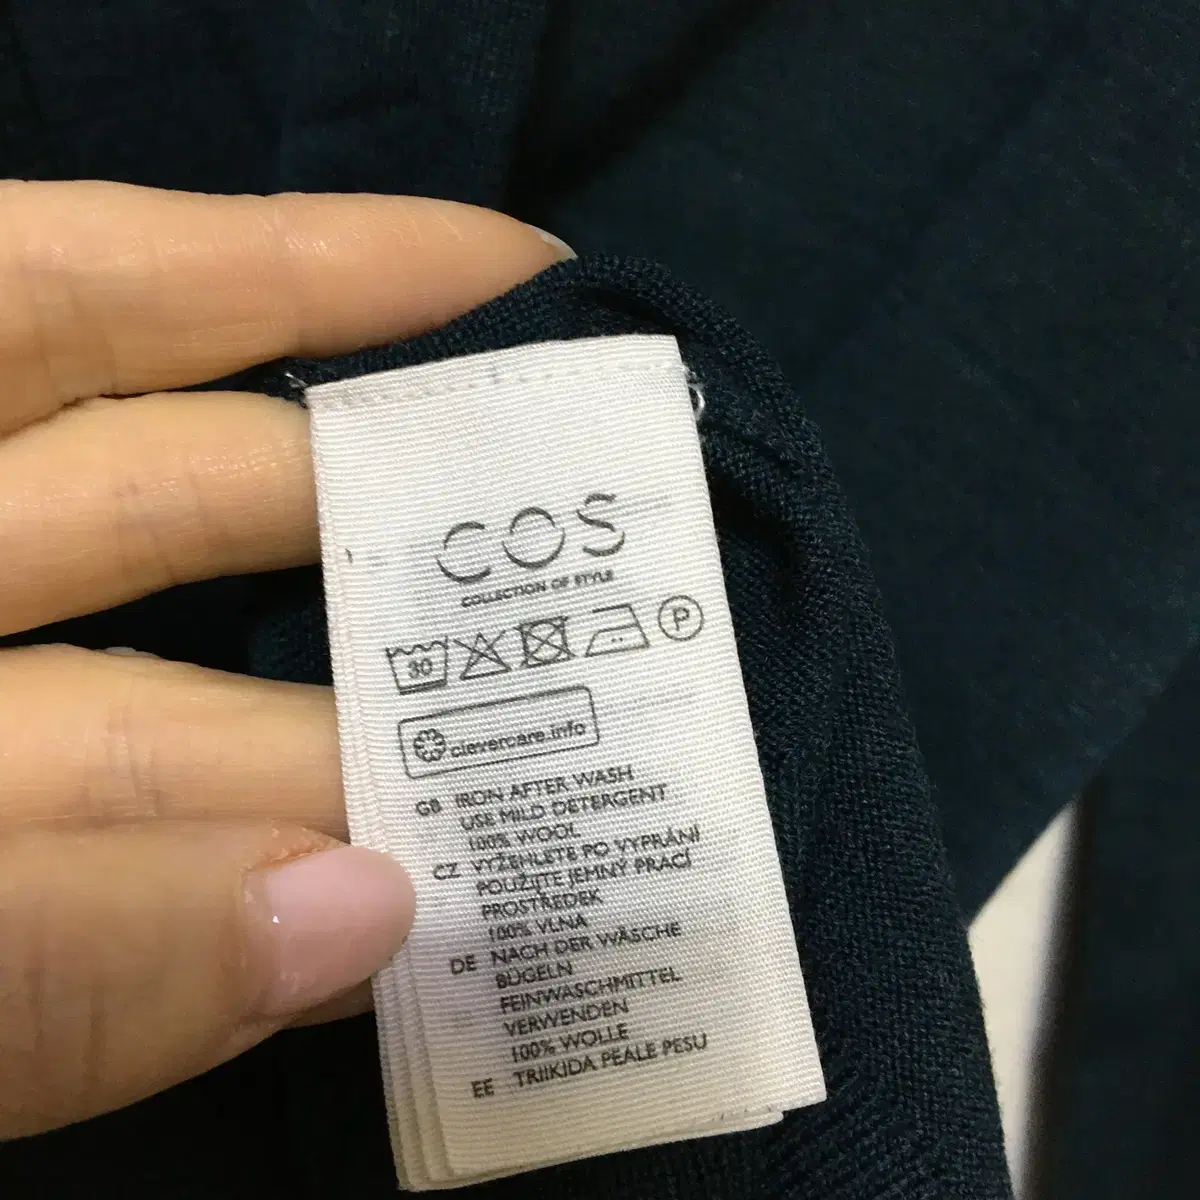 COS
COLLECTION OF STYLE
30
P
clevercare.info
GB IRON AFTER WASH
USE MILD DETERGENT
100% WOOL
CZ VYŽEHLETE PO VYPRÁNÍ
POUŽIJTE JEMNÝ PRACÍ
PROSTŘEDEK
100% VLNA
DE NACH DER WÄSCHE
BÜGELN
FEINWASCHMITTEL
VERWENDEN
100% WOLLE
EE TRIIKIDA PEALE PESU